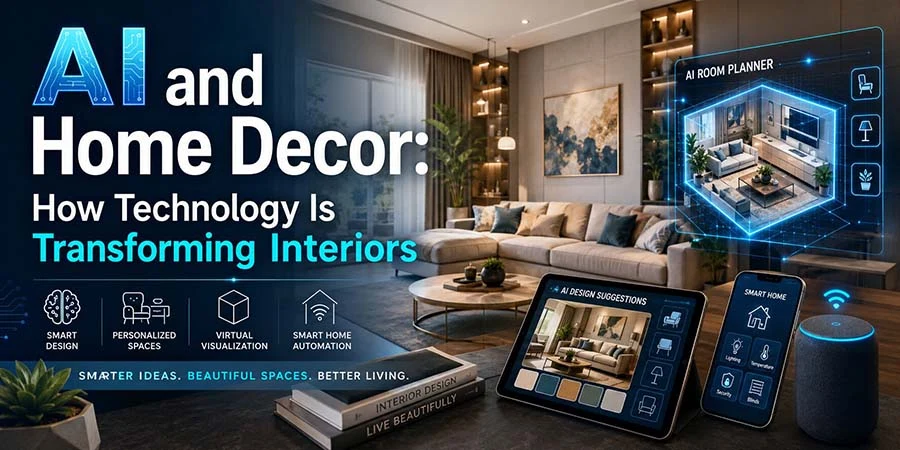 AI and
Home Decor:
How Technology Is
Transforming Interiors
SMART
DESIGN
PERSONALIZED
SPACES
VIRTUAL
VISUALIZATION
SMART HOME
AUTOMATION
SMARTER IDEAS. BEAUTIFUL SPACES. BETTER LIVING.
INTERIOR DESIGN
LIVE BEAUTIFULLY
AI ROOM PLANNER
AI DESIGN SUGGESTIONS
SMART HOME
Lighting
Temperature
Security
Blinds